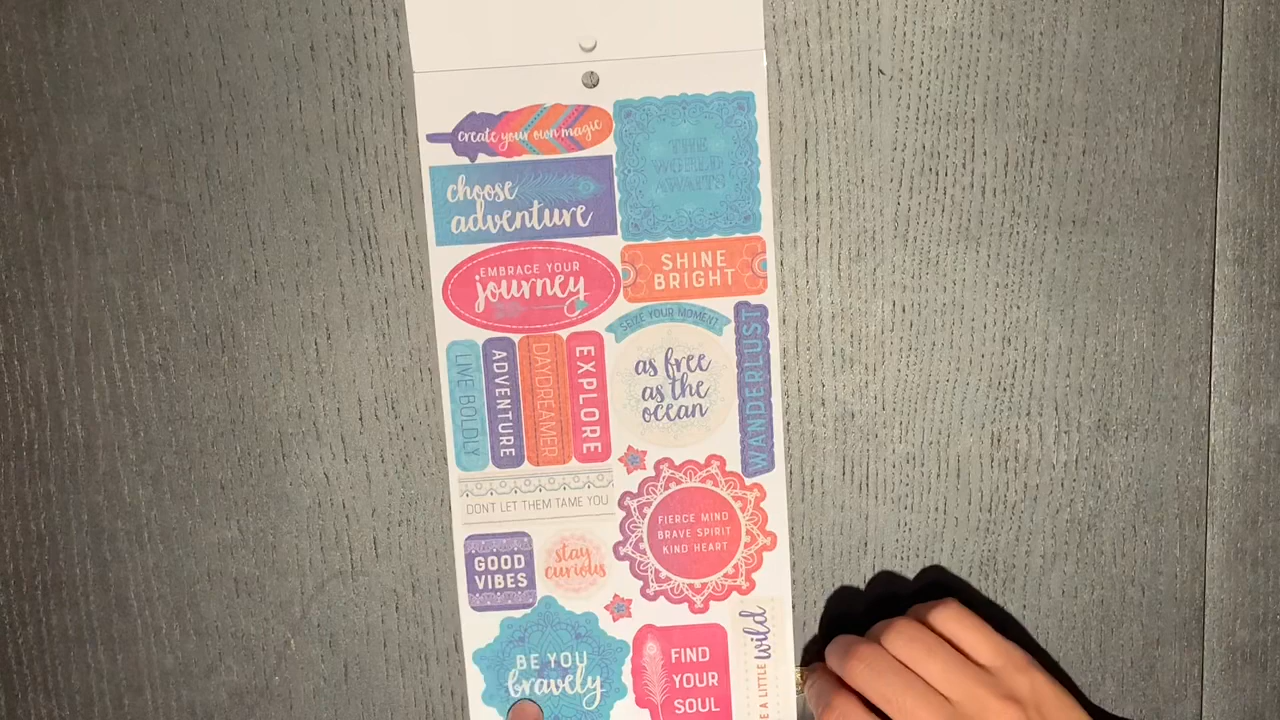 create your own magic
THE
WORLD
AWAITS
choose
adventure
EMBRACE YOUR
journey
SHINE
BRIGHT
SEIZE YOUR MOMENT
as free
as the
ocean
WANDERLUST
LIVE BOLDLY
ADVENTURE
DAYDREAMER
EXPLORE
DONT LET THEM TAME YOU
FIERCE MIND
BRAVE SPIRIT
KIND HEART
GOOD
VIBES
stay
curious
BE YOU
bravely
FIND
YOUR
SOUL
A LITTLE wild